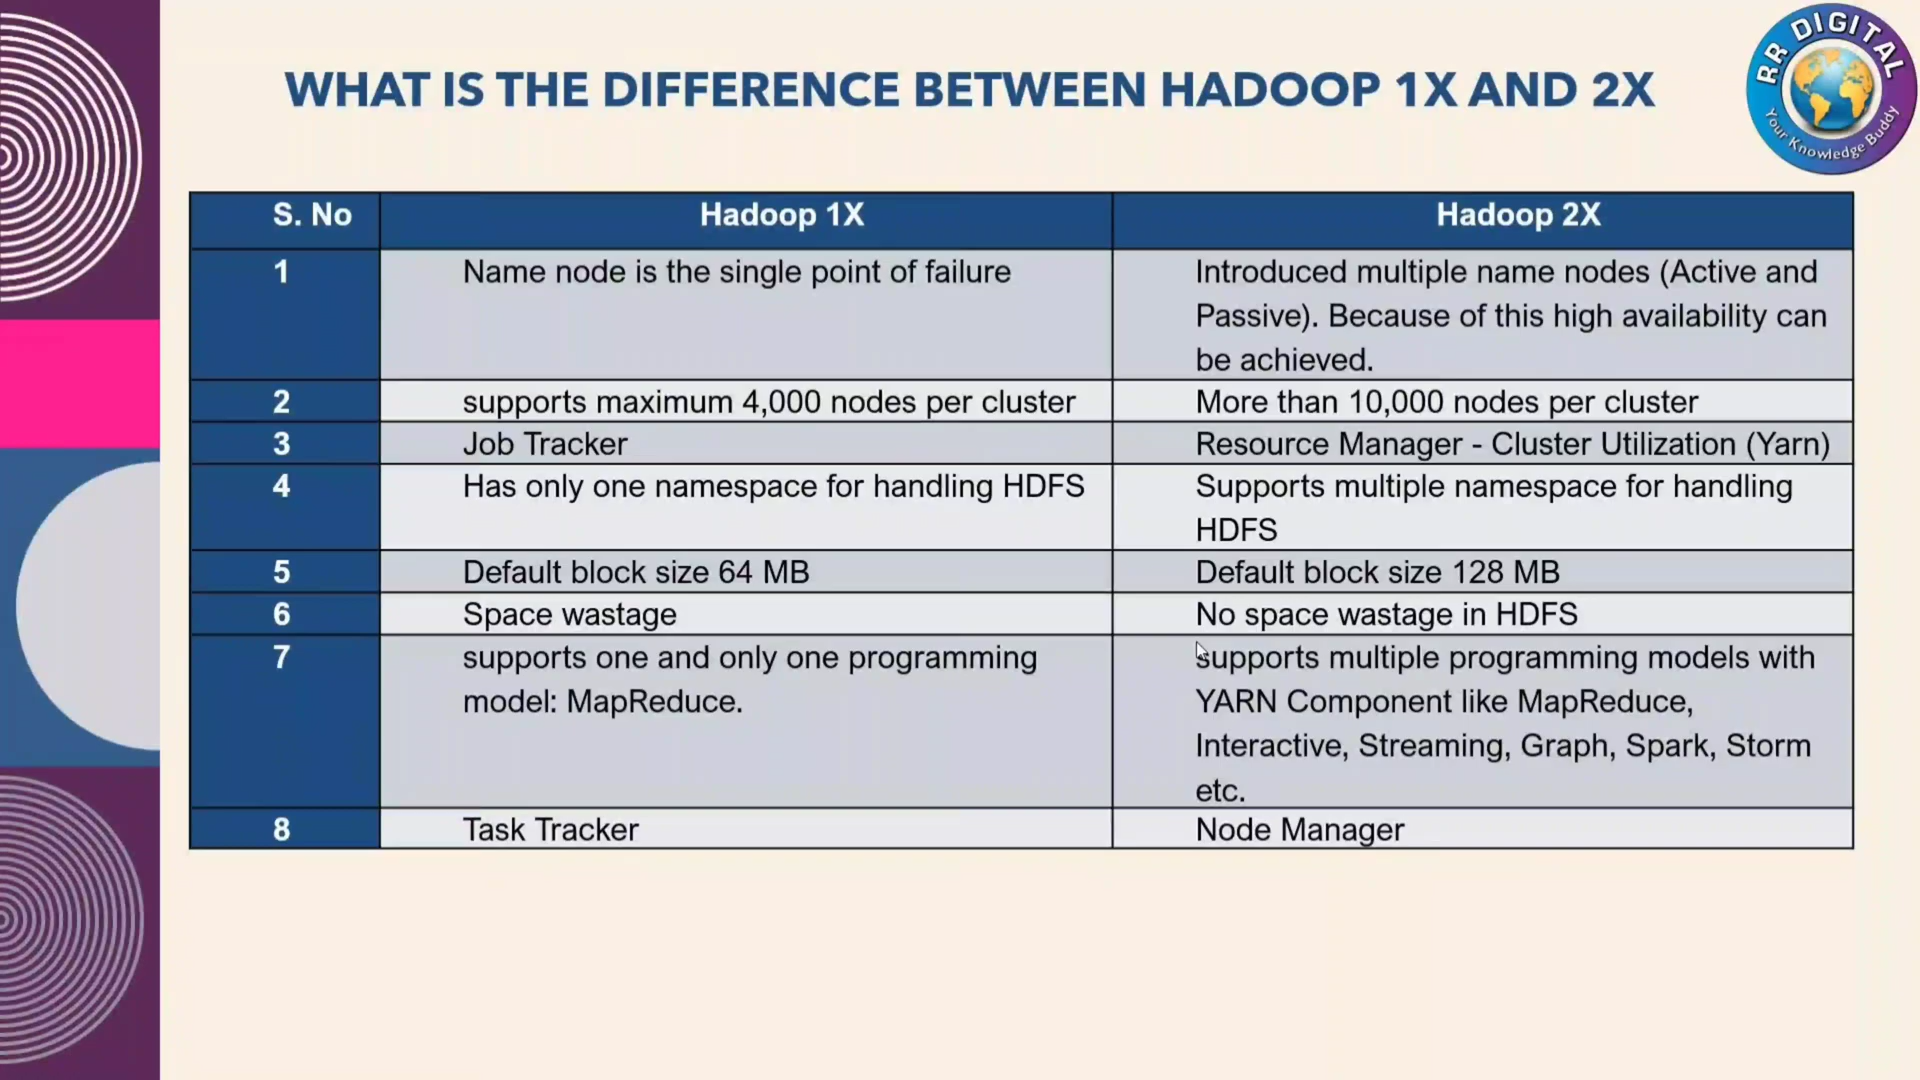 WHAT IS THE DIFFERENCE BETWEEN HADOOP 1X AND 2X
RR DIGITAL
Your Knowledge Buddy
S. No Hadoop 1X Hadoop 2X
1 Name node is the single point of failure Introduced multiple name nodes (Active and
Passive). Because of this high availability can
be achieved.
2 supports maximum 4,000 nodes per cluster More than 10,000 nodes per cluster
3 Job Tracker Resource Manager - Cluster Utilization (Yarn)
4 Has only one namespace for handling HDFS Supports multiple namespace for handling
HDFS
5 Default block size 64 MB Default block size 128 MB
6 Space wastage No space wastage in HDFS
7 supports one and only one programming supports multiple programming models with
model: MapReduce. YARN Component like MapReduce,
Interactive, Streaming, Graph, Spark, Storm
etc.
8 Task Tracker Node Manager